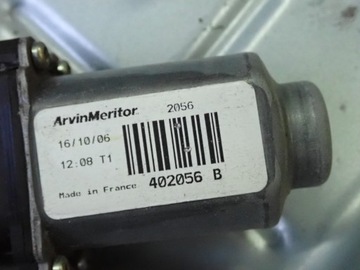 ArvinMeritor 2056
16/10/06
12:08 T1
402056 B
Made in France